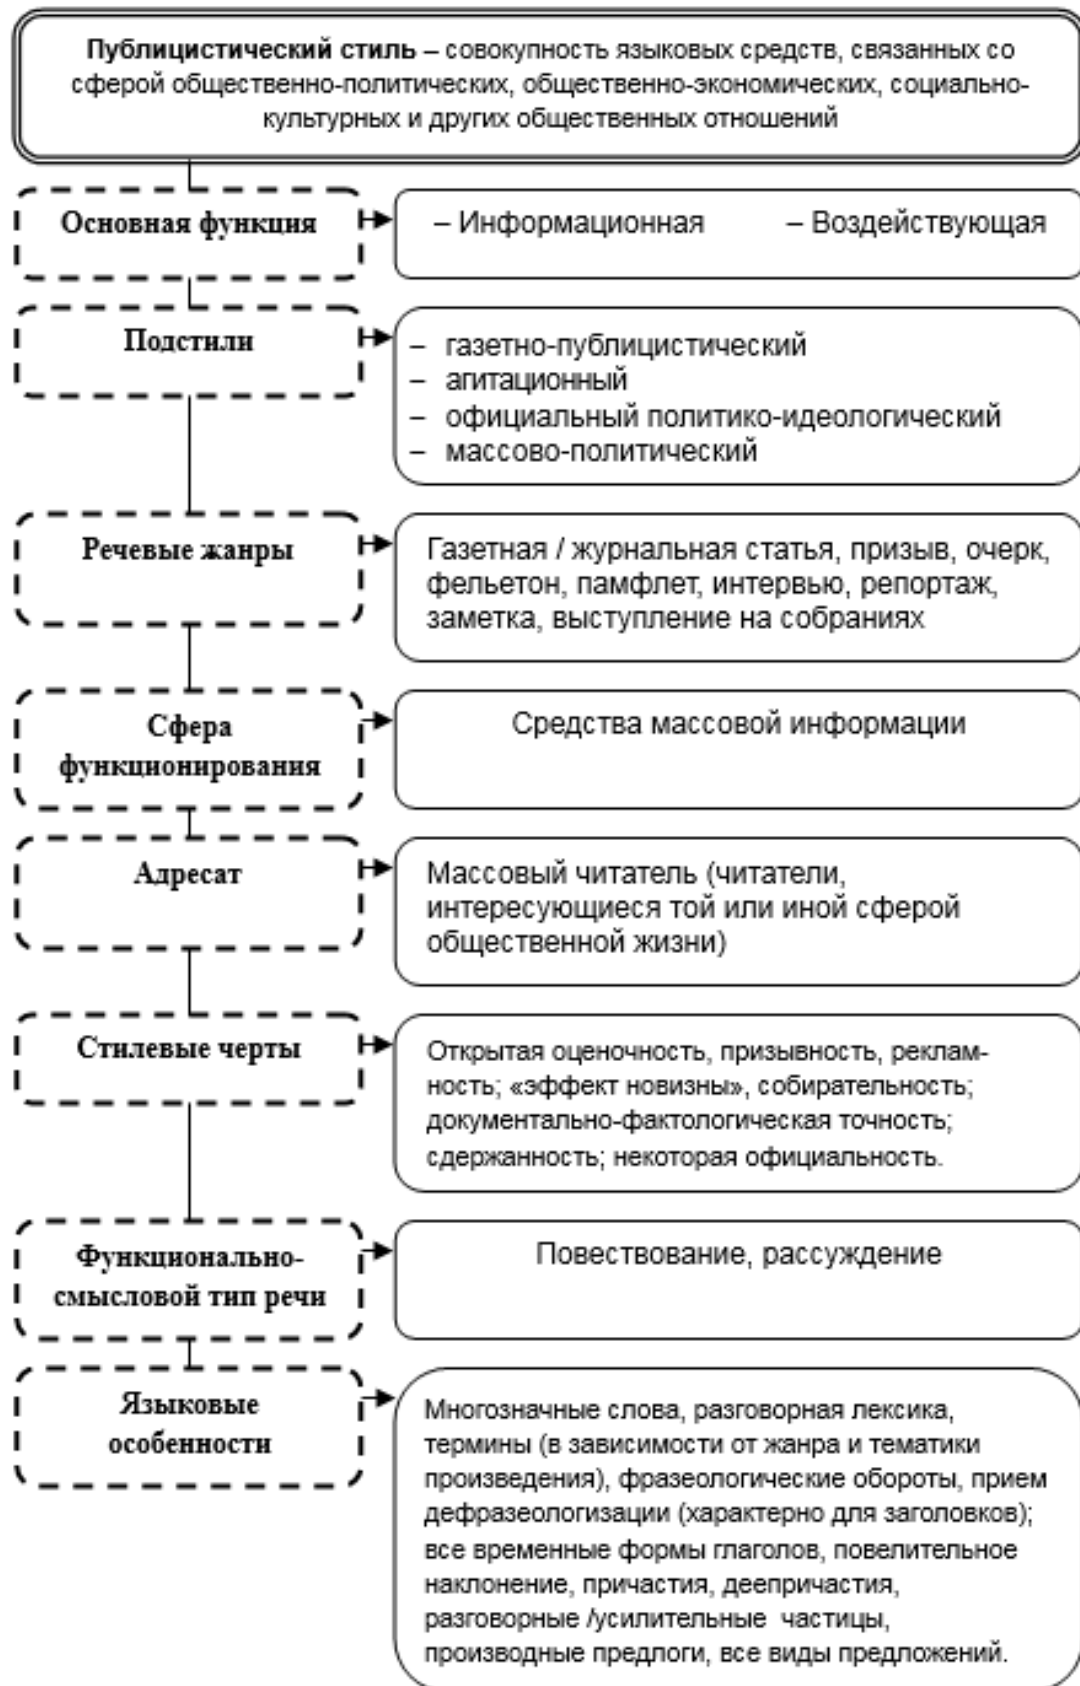 Публицистический стиль – совокупность языковых средств, связанных со
сферой общественно-политических, общественно-экономических, социально-
культурных и других общественных отношений
Основная функция
– Информационная – Воздействующая
Подстили
– газетно-публицистический
– агитационный
– официальный политико-идеологический
– массово-политический
Речевые жанры
Газетная / журнальная статья, призыв, очерк,
фельетон, памфлет, интервью, репортаж,
заметка, выступление на собраниях
Сфера
функционирования
Средства массовой информации
Адресат
Массовый читатель (читатели,
интересующиеся той или иной сферой
общественной жизни)
Стилевые черты
Открытая оценочность, призывность, реклам-
ность; «эффект новизны», собирательность;
документально-фактологическая точность;
сдержанность; некоторая официальность.
Функционально-
смысловой тип речи
Повествование, рассуждение
Языковые
особенности
Многозначные слова, разговорная лексика,
термины (в зависимости от жанра и тематики
произведения), фразеологические обороты, прием
дефразеологизации (характерно для заголовков);
все временные формы глаголов, повелительное
наклонение, причастия, деепричастия,
разговорные /усилительные частицы,
производные предлоги, все виды предложений.